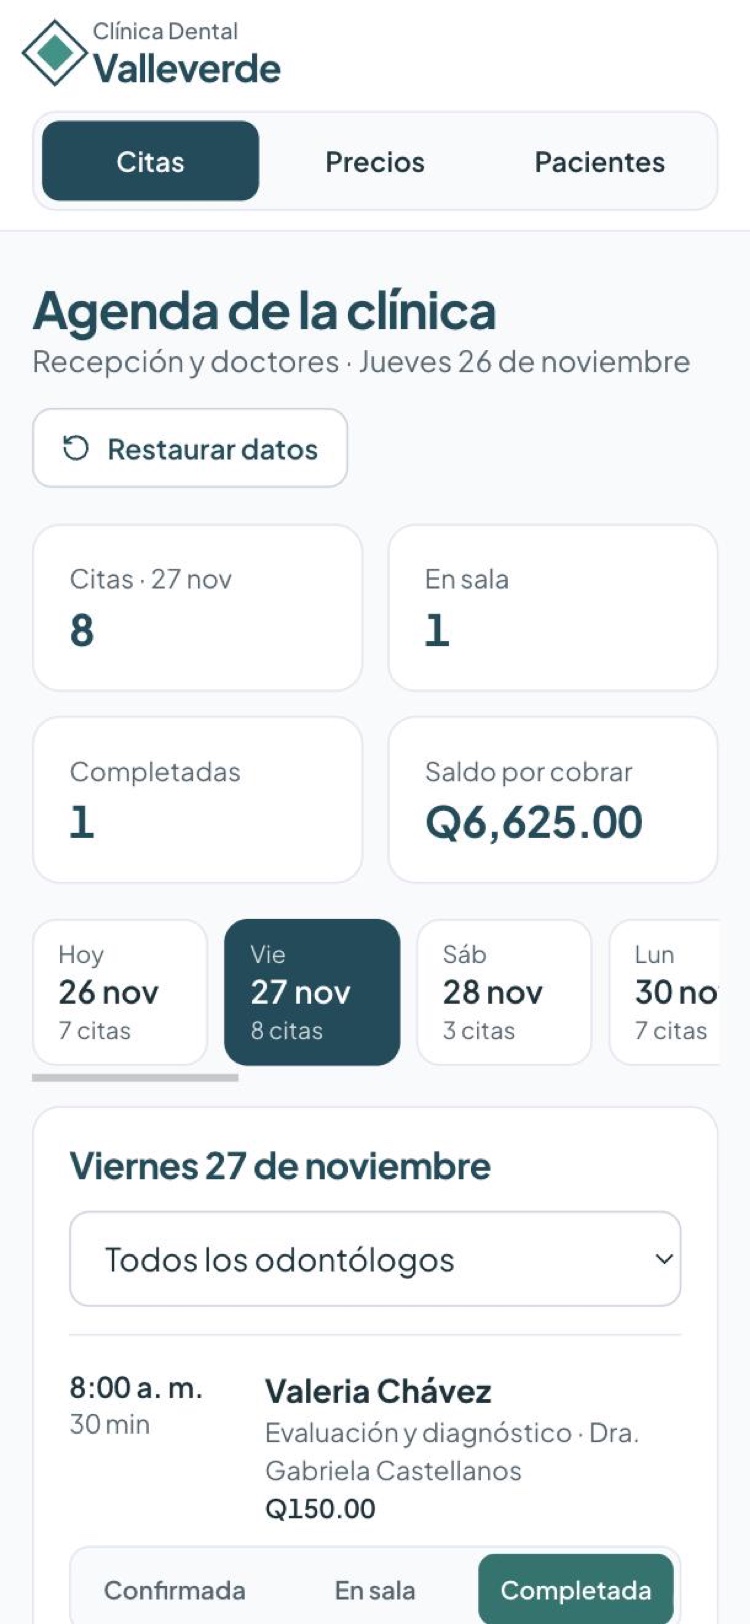 Clínica Dental
Valleverde
Citas
Precios
Pacientes
Agenda de la clínica
Recepción y doctores · Jueves 26 de noviembre
Restaurar datos
Citas · 27 nov
8
En sala
1
Completadas
1
Saldo por cobrar
Q6,625.00
Hoy
26 nov
7 citas
Vie
27 nov
8 citas
Sáb
28 nov
3 citas
Lun
30 no
7 citas
Viernes 27 de noviembre
Todos los odontólogos
8:00 a. m.
30 min
Valeria Chávez
Evaluación y diagnóstico · Dra.
Gabriela Castellanos
Q150.00
Confirmada
En sala
Completada